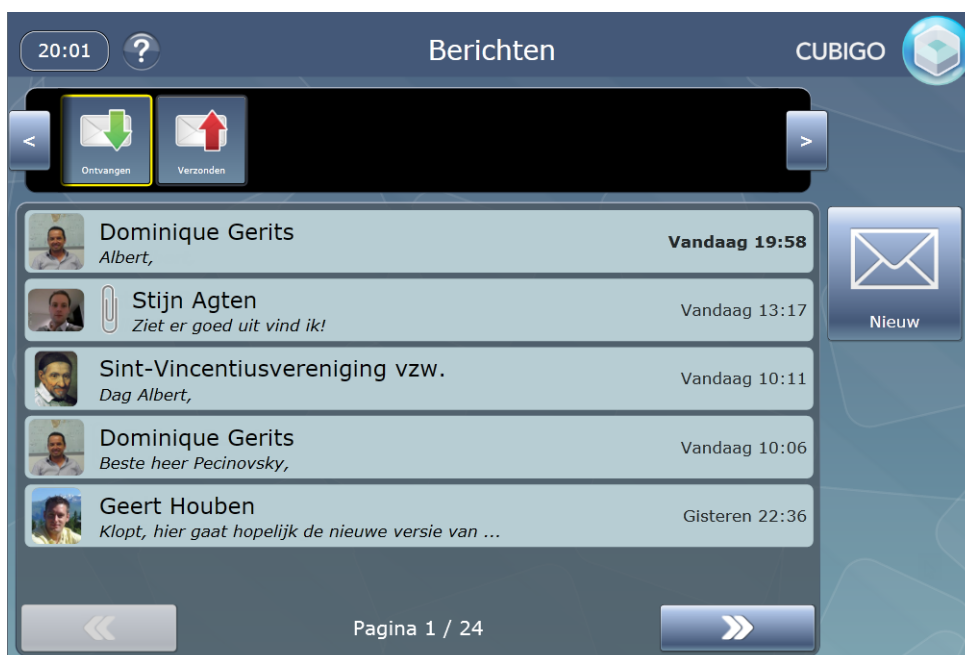 20:01
?
Berichten
CUBIGO
<
Ontvangen
Verzonden
>
Dominique Gerits
Albert,
Vandaag 19:58
Stijn Agten
Ziet er goed uit vind ik!
Vandaag 13:17
Nieuw
Sint-Vincentiusvereniging vzw.
Dag Albert,
Vandaag 10:11
Dominique Gerits
Beste heer Pecinovsky,
Vandaag 10:06
Geert Houben
Klopt, hier gaat hopelijk de nieuwe versie van ...
Gisteren 22:36
Pagina 1 / 24